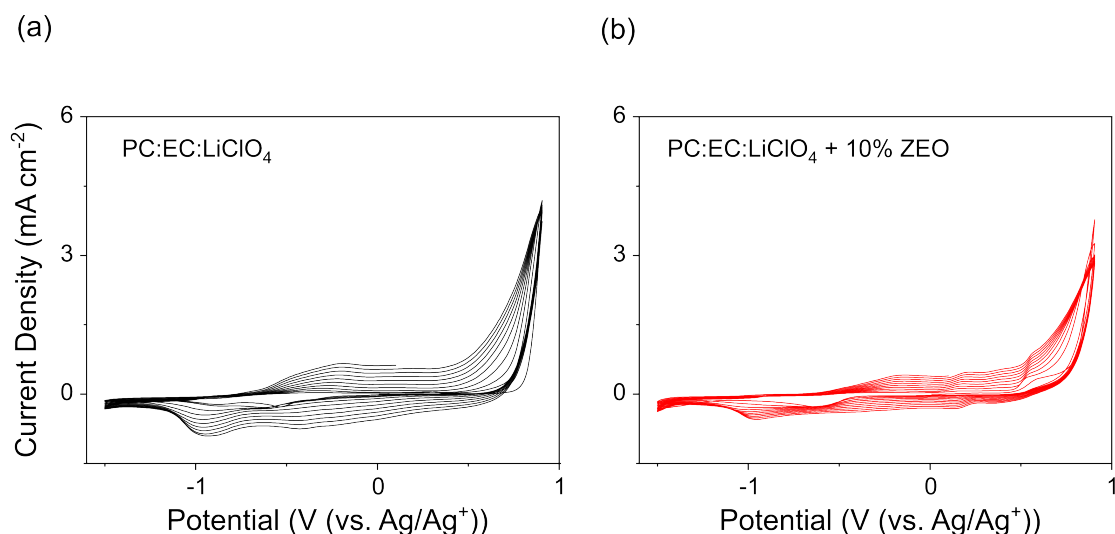 (a)
(b)
PC:EC:LiClO₄
PC:EC:LiClO₄ + 10% ZEO
Current Density (mA cm⁻²)
6
3
0
-1
0
1
Potential (V (vs. Ag/Ag⁺))
6
3
0
-1
0
1
Potential (V (vs. Ag/Ag⁺))